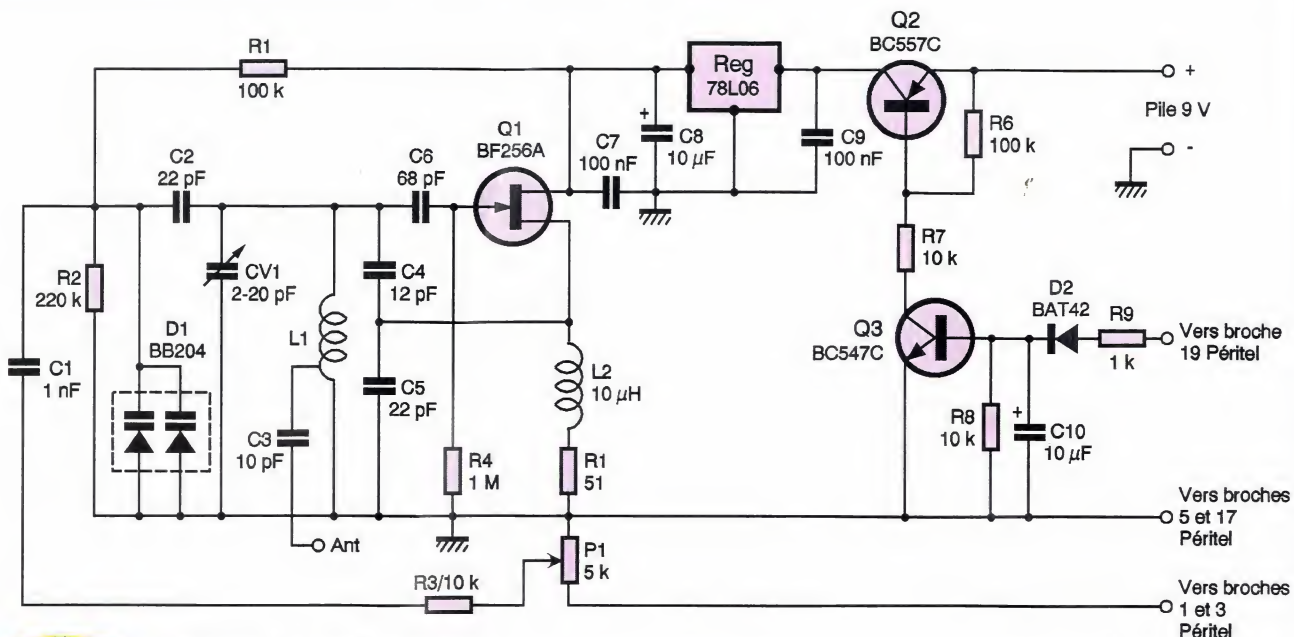 R1
100 k
C2
22 pF
C6
68 pF
Q1
BF256A
C7
100 nF
+
C8
10 µF
Reg
78L06
C9
100 nF
Q2
BC557C
R6
100 k
+
Pile 9 V
-
R2
220 k
C1
1 nF
D1
BB204
CV1
2-20 pF
L1
C3
10 pF
Ant
C4
12 pF
C5
22 pF
R4
1 M
L2
10 µH
R1
51
R7
10 k
Q3
BC547C
D2
BAT42
R9
1 k
Vers broche
19 Péritel
R8
10 k
+
C10
10 µF
Vers broches
5 et 17
Péritel
R3/10 k
P1
5 k
Vers broches
1 et 3
Péritel